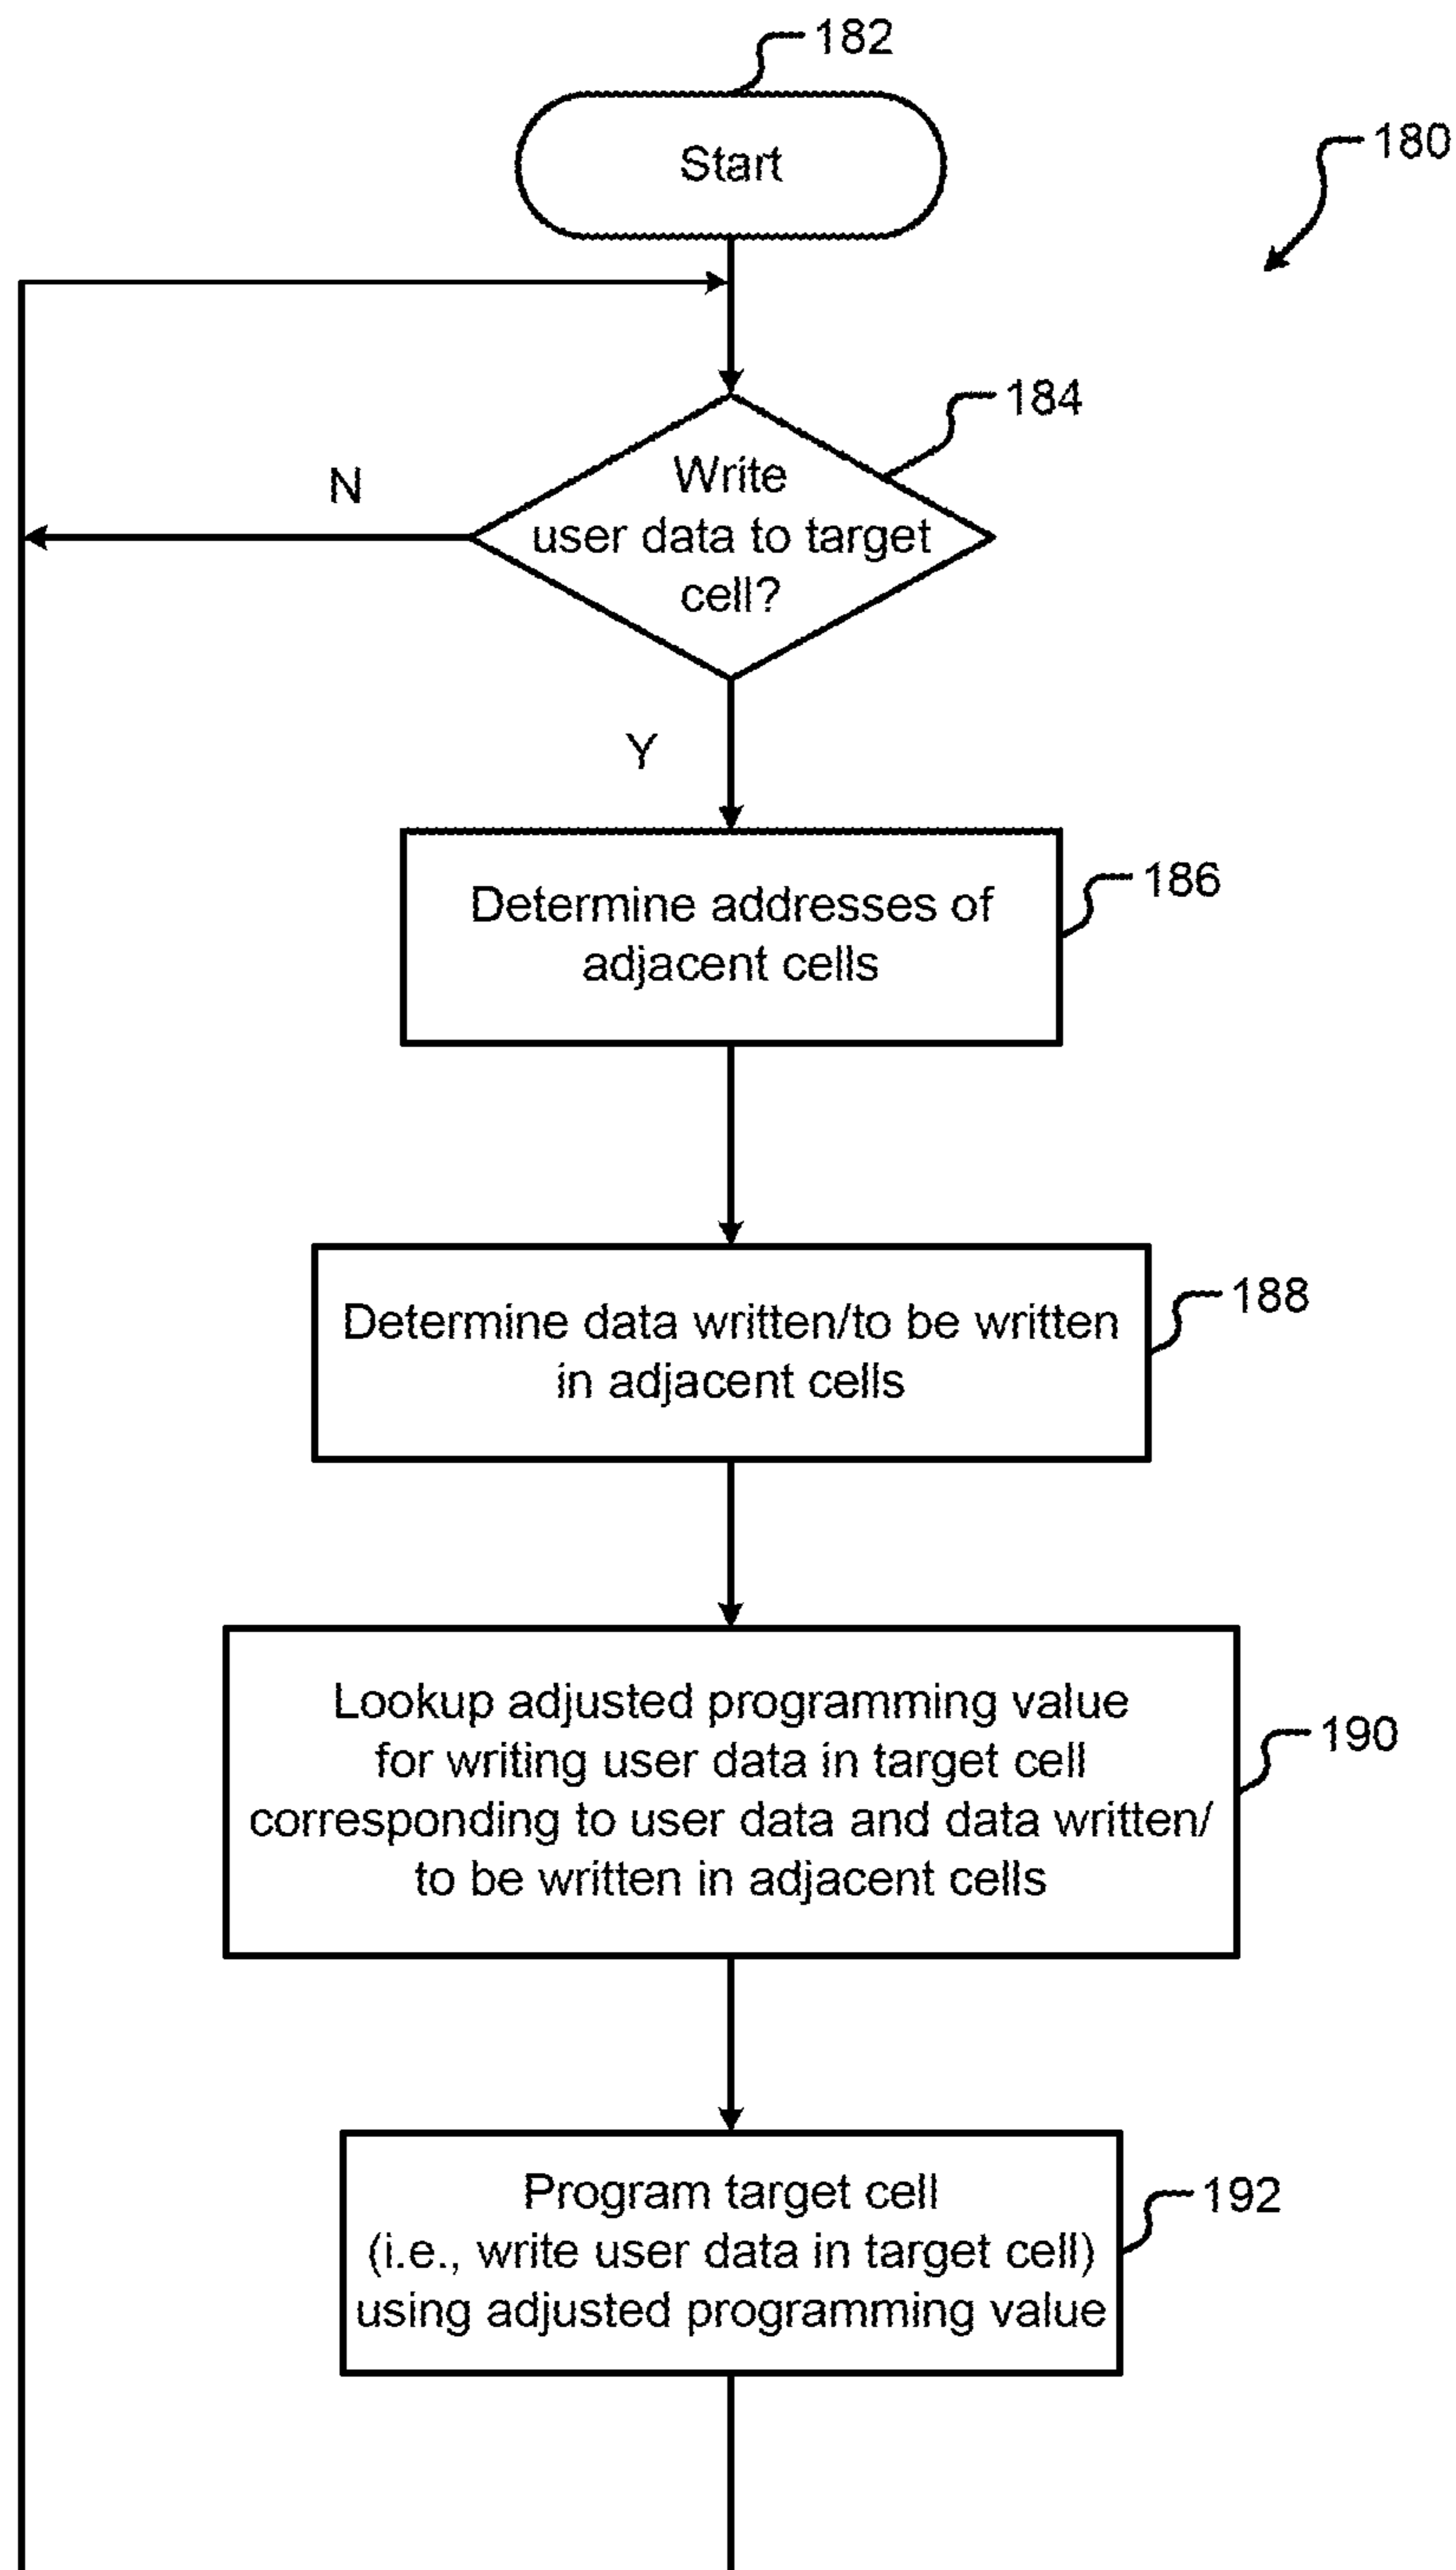 182
Start
180
184
Write
user data to target
cell?
N
Y
186
Determine addresses of
adjacent cells
188
Determine data written/to be written
in adjacent cells
190
Lookup adjusted programming value
for writing user data in target cell
corresponding to user data and data written/
to be written in adjacent cells
192
Program target cell
(i.e., write user data in target cell)
using adjusted programming value